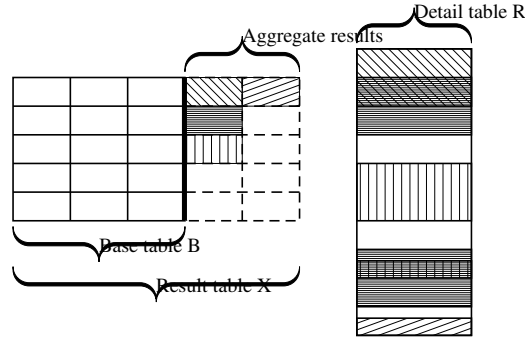 Detail table R
Aggregate results
Base table B
Result table X